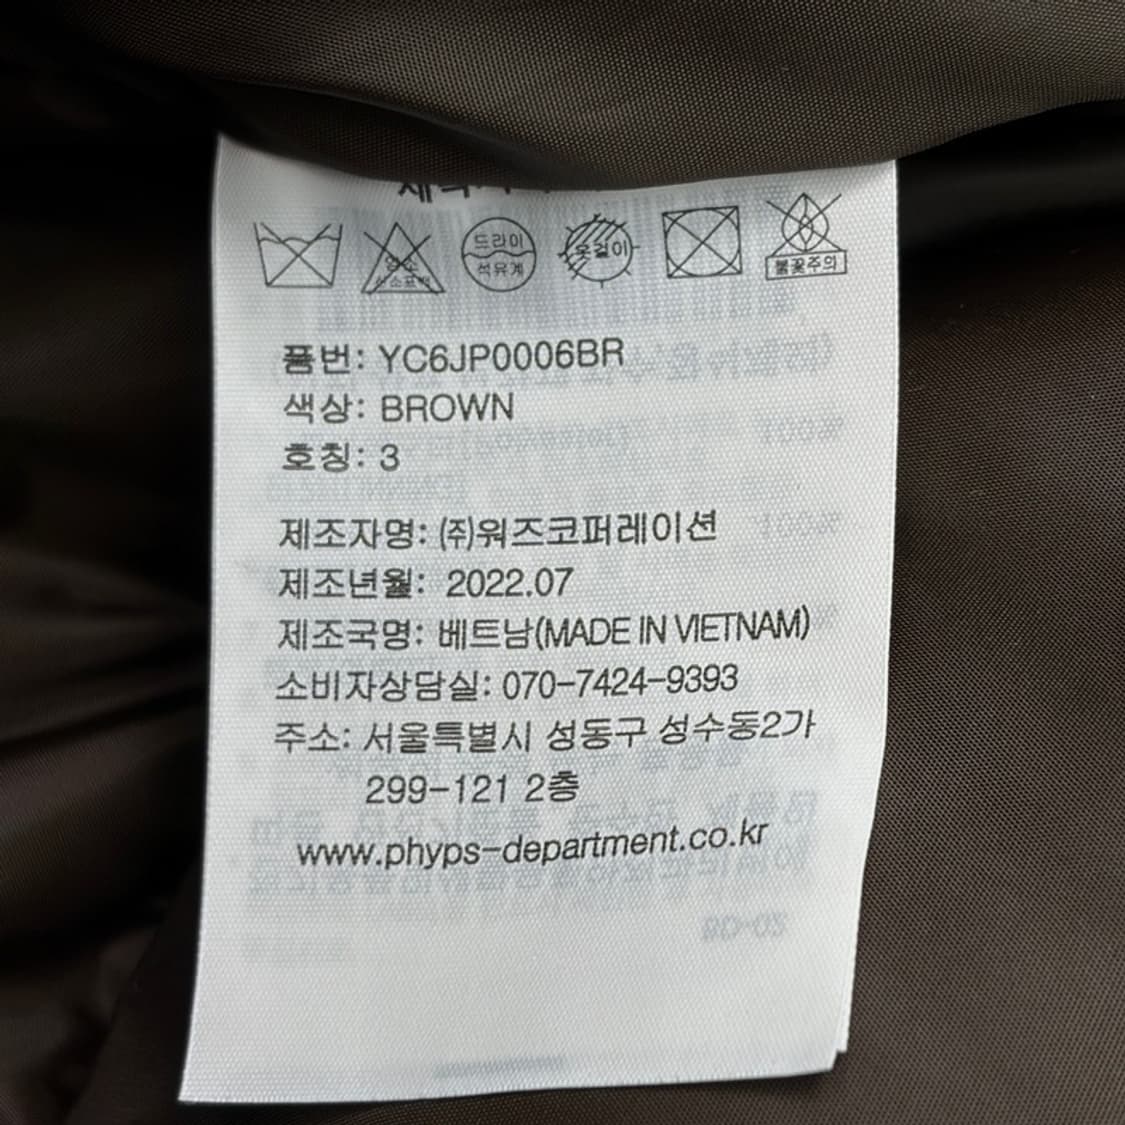 드라이
석유계
옷걸이
불꽃주의
품번: YC6JP0006BR
색상: BROWN
호칭: 3
제조자명: ㈜워즈코퍼레이션
제조년월: 2022.07
제조국명: 베트남(MADE IN VIETNAM)
소비자상담실: 070-7424-9393
주소: 서울특별시 성동구 성수동2가
299-121 2층
www.phyps-department.co.kr